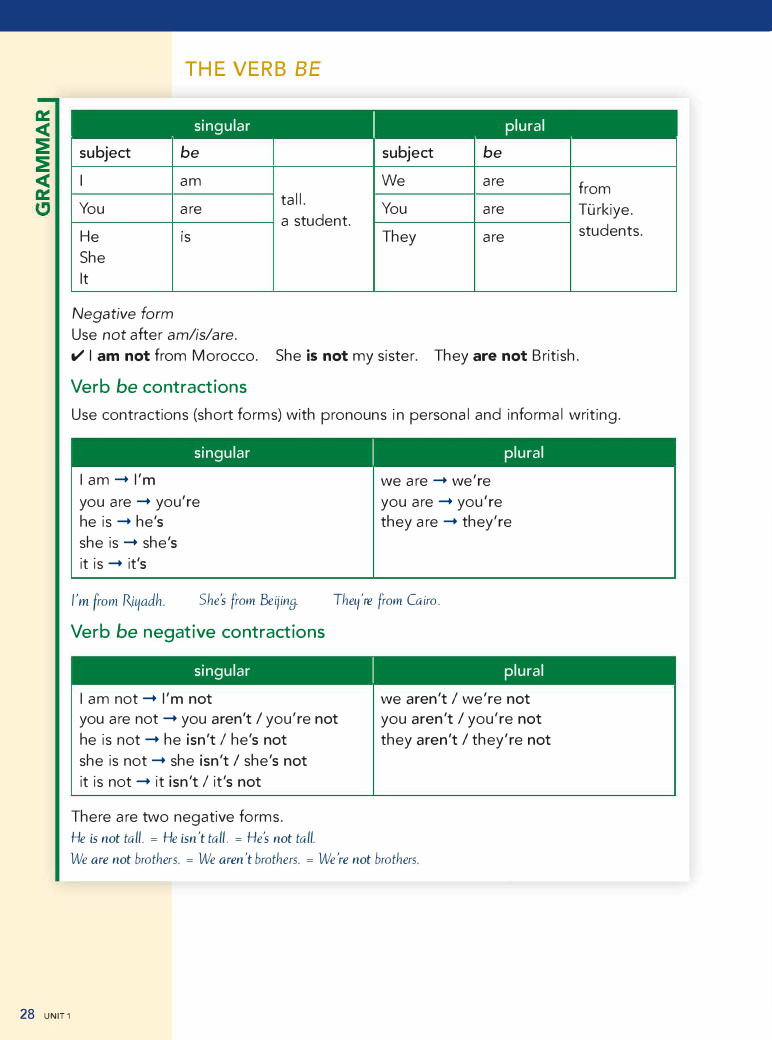 THE VERB BE
GRAMMAR
singular plural
subject be subject be
I am We are
You are You are
He is They are
She
It
tall.
a student.
from
Türkiye.
students.
Negative form
Use not after am/is/are.
✔ I am not from Morocco. She is not my sister. They are not British.
Verb be contractions
Use contractions (short forms) with pronouns in personal and informal writing.
singular plural
I am ➞ I’m we are ➞ we’re
you are ➞ you’re you are ➞ you’re
he is ➞ he’s they are ➞ they’re
she is ➞ she’s
it is ➞ it’s
I’m from Riyadh. She’s from Beijing. They’re from Cairo.
Verb be negative contractions
singular plural
I am not ➞ I’m not we aren’t / we’re not
you are not ➞ you aren’t / you’re not you aren’t / you’re not
he is not ➞ he isn’t / he’s not they aren’t / they’re not
she is not ➞ she isn’t / she’s not
it is not ➞ it isn’t / it’s not
There are two negative forms.
He is not tall. = He isn’t tall. = He’s not tall.
We are not brothers. = We aren’t brothers. = We’re not brothers.
28 UNIT 1